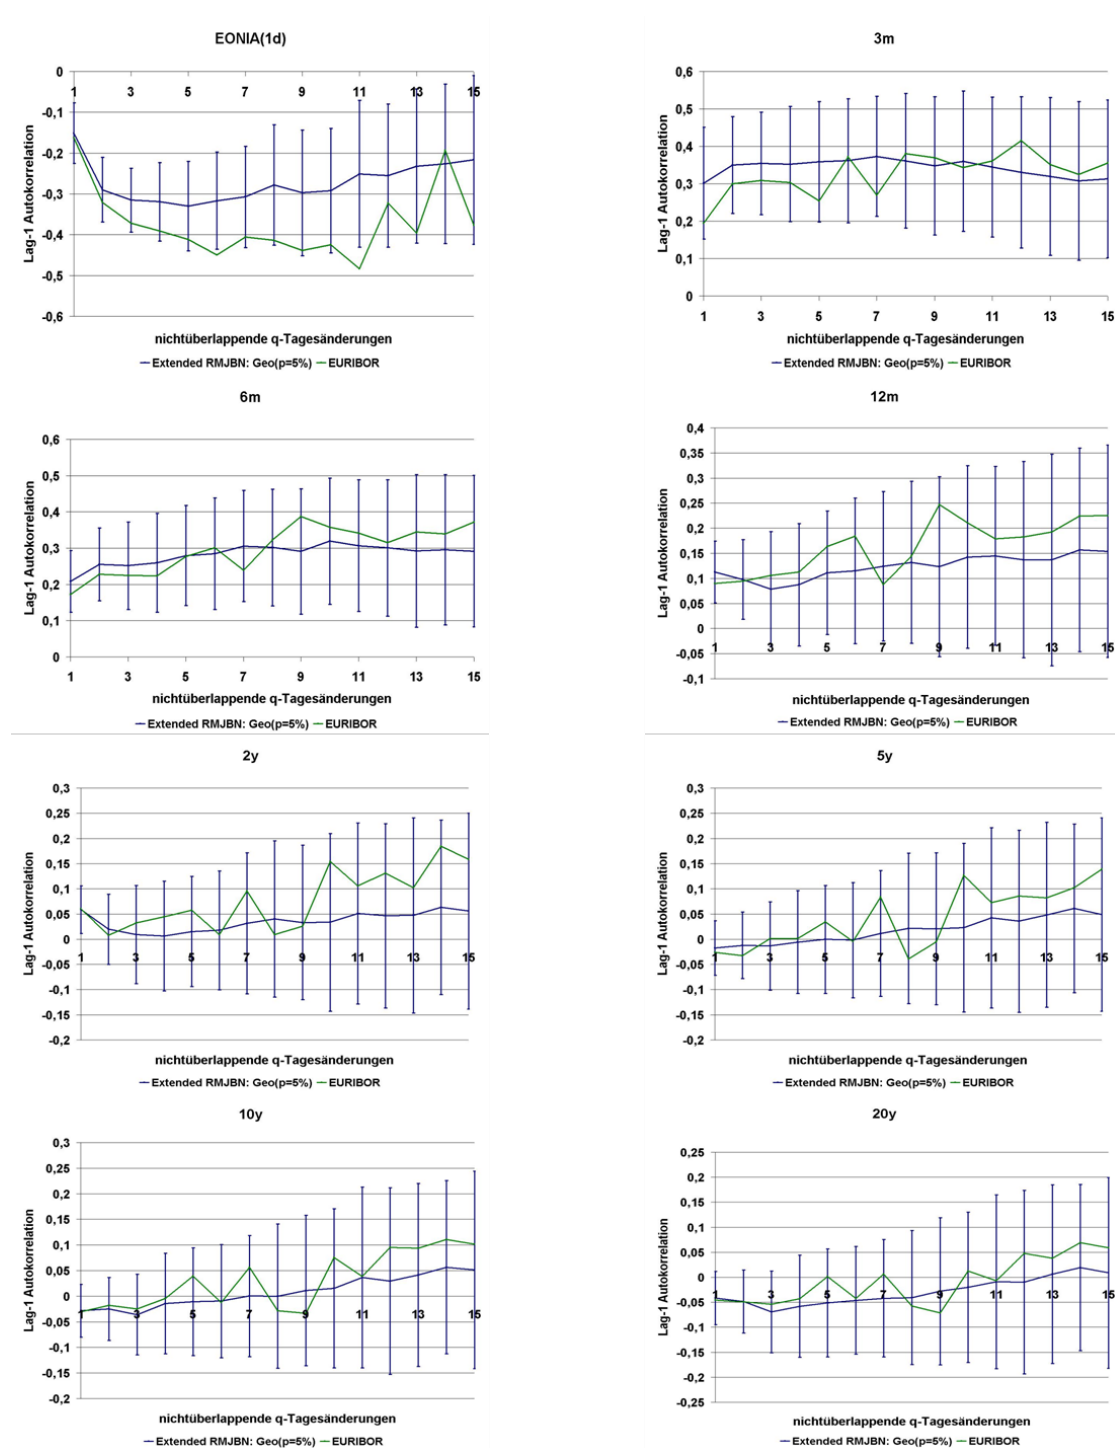 EONIA(1d)
0
1 3 5 7 9 11 13 15
-0,1
-0,2
-0,3
-0,4
-0,5
-0,6
Lag-1 Autokorrelation
nichtüberlappende q-Tagesänderungen
Extended RMJBN: Geo(p=5%) EURIBOR
3m
0,6
0,5
0,4
0,3
0,2
0,1
0
Lag-1 Autokorrelation
1 3 5 7 9 11 13 15
nichtüberlappende q-Tagesänderungen
Extended RMJBN: Geo(p=5%) EURIBOR
6m
0,6
0,5
0,4
0,3
0,2
0,1
0
Lag-1 Autokorrelation
1 3 5 7 9 11 13 15
nichtüberlappende q-Tagesänderungen
Extended RMJBN: Geo(p=5%) EURIBOR
12m
0,4
0,35
0,3
0,25
0,2
0,15
0,1
0,05
0
-0,05
-0,1
Lag-1 Autokorrelation
1 3 5 7 9 11 13 15
nichtüberlappende q-Tagesänderungen
Extended RMJBN: Geo(p=5%) EURIBOR
2y
0,3
0,25
0,2
0,15
0,1
0,05
0
-0,05
-0,1
-0,15
-0,2
Lag-1 Autokorrelation
1 3 5 7 9 11 13 15
nichtüberlappende q-Tagesänderungen
Extended RMJBN: Geo(p=5%) EURIBOR
5y
0,3
0,25
0,2
0,15
0,1
0,05
0
-0,05
-0,1
-0,15
-0,2
Lag-1 Autokorrelation
1 3 5 7 9 11 13 15
nichtüberlappende q-Tagesänderungen
Extended RMJBN: Geo(p=5%) EURIBOR
10y
0,3
0,25
0,2
0,15
0,1
0,05
0
-0,05
-0,1
-0,15
-0,2
Lag-1 Autokorrelation
1 3 5 7 9 11 13 15
nichtüberlappende q-Tagesänderungen
Extended RMJBN: Geo(p=5%) EURIBOR
20y
0,25
0,2
0,15
0,1
0,05
0
-0,05
-0,1
-0,15
-0,2
-0,25
Lag-1 Autokorrelation
1 3 5 7 9 11 13 15
nichtüberlappende q-Tagesänderungen
Extended RMJBN: Geo(p=5%) EURIBOR